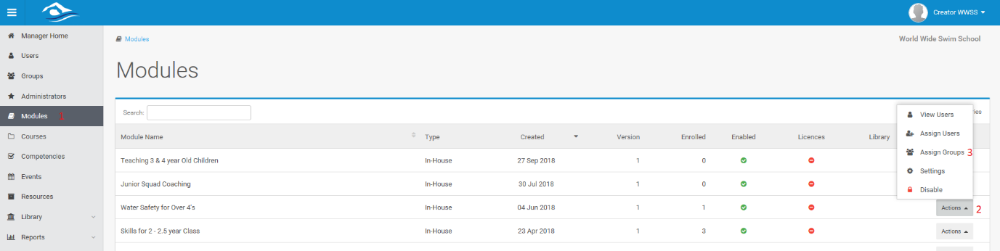 Creator WWSS
Manager Home
Users
Groups
Administrators
Modules 1
Courses
Competencies
Events
Resources
Library
Reports
Modules
World Wide Swim School
Modules
Search:
View Users
Assign Users
Assign Groups 3
Settings
Disable
Module Name Type Created Version Enrolled Enabled Licences Library
Teaching 3 & 4 year Old Children In-House 27 Sep 2018 1 0
Junior Squad Coaching In-House 30 Jul 2018 1 0
Water Safety for Over 4's In-House 04 Jun 2018 1 1 Actions 2
Skills for 2 - 2.5 year Class In-House 23 Apr 2018 1 3 Actions